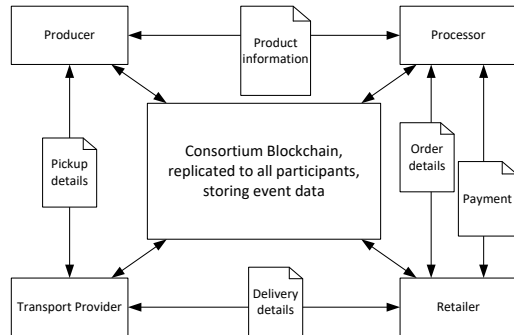 Producer
Product
information
Processor
Consortium Blockchain,
replicated to all participants,
storing event data
Pickup
details
Order
details
Payment
Transport Provider
Delivery
details
Retailer